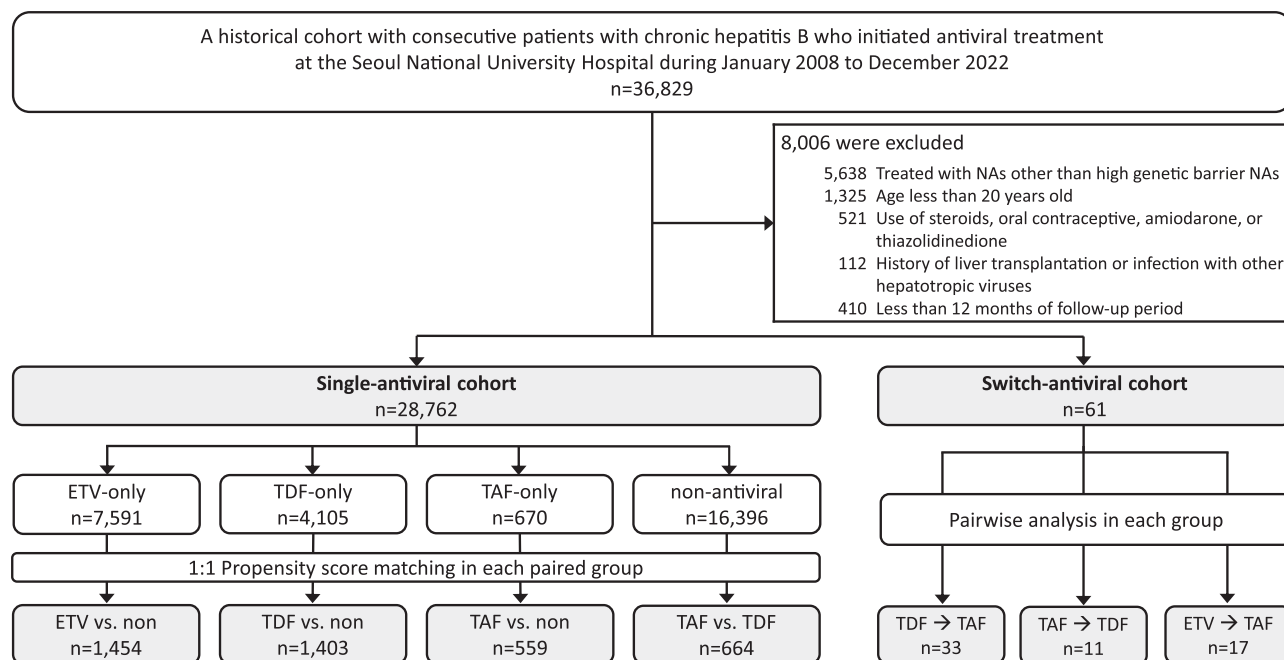 A historical cohort with consecutive patients with chronic hepatitis B who initiated antiviral treatment
at the Seoul National University Hospital during January 2008 to December 2022
n=36,829
8,006 were excluded
5,638 Treated with NAs other than high genetic barrier NAs
1,325 Age less than 20 years old
521 Use of steroids, oral contraceptive, amiodarone, or
thiazolidinedione
112 History of liver transplantation or infection with other
hepatotropic viruses
410 Less than 12 months of follow-up period
Single-antiviral cohort
n=28,762
Switch-antiviral cohort
n=61
ETV-only
n=7,591
TDF-only
n=4,105
TAF-only
n=670
non-antiviral
n=16,396
Pairwise analysis in each group
1:1 Propensity score matching in each paired group
ETV vs. non
n=1,454
TDF vs. non
n=1,403
TAF vs. non
n=559
TAF vs. TDF
n=664
TDF → TAF
n=33
TAF → TDF
n=11
ETV → TAF
n=17